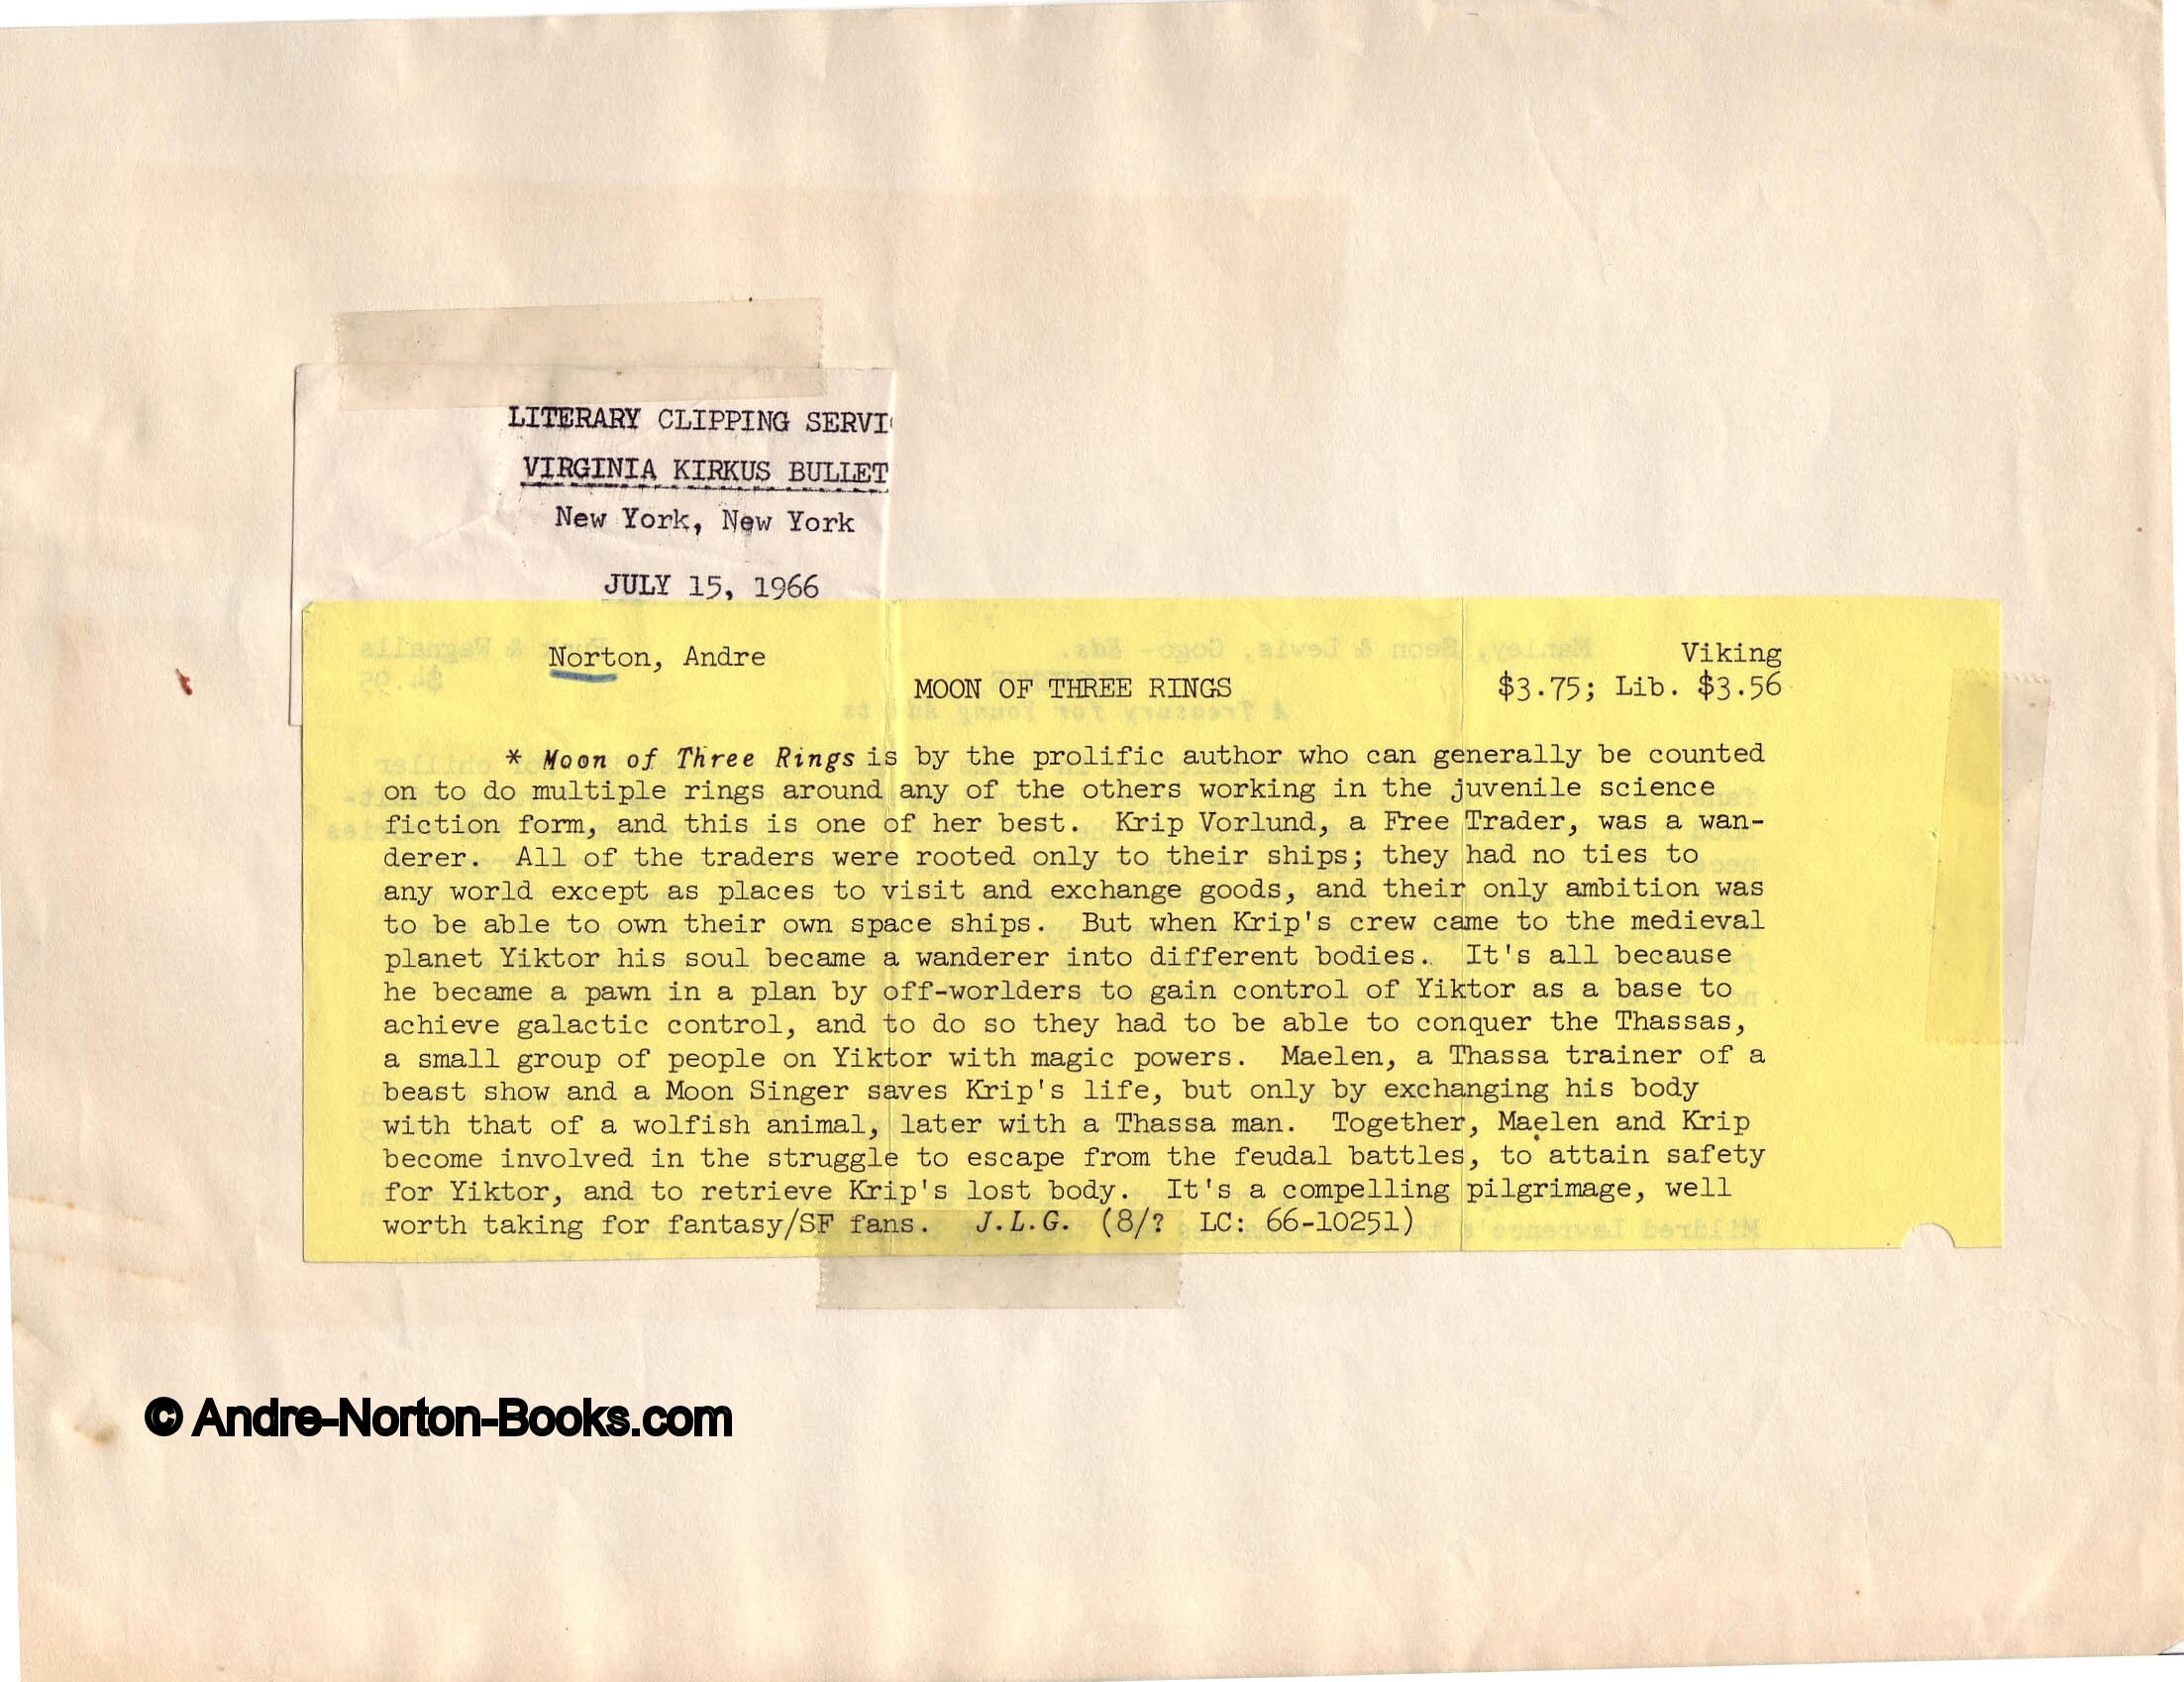 LITERARY CLIPPING SERVI
VIRGINIA KIRKUS BULLET
New York, New York
JULY 15, 1966
Norton, Andre
Viking
MOON OF THREE RINGS
$3.75; Lib. $3.56
* Moon of Three Rings is by the prolific author who can generally be counted
on to do multiple rings around any of the others working in the juvenile science
fiction form, and this is one of her best. Krip Vorlund, a Free Trader, was a wan-
derer. All of the traders were rooted only to their ships; they had no ties to
any world except as places to visit and exchange goods, and their only ambition was
to be able to own their own space ships. But when Krip's crew came to the medieval
planet Yiktor his soul became a wanderer into different bodies. It's all because
he became a pawn in a plan by off-worlders to gain control of Yiktor as a base to
achieve galactic control, and to do so they had to be able to conquer the Thassas,
a small group of people on Yiktor with magic powers. Maelen, a Thassa trainer of a
beast show and a Moon Singer saves Krip's life, but only by exchanging his body
with that of a wolfish animal, later with a Thassa man. Together, Maelen and Krip
become involved in the struggle to escape from the feudal battles, to attain safety
for Yiktor, and to retrieve Krip's lost body. It's a compelling pilgrimage, well
worth taking for fantasy/SF fans. J.L.G. (8/? LC: 66-10251)
© Andre-Norton-Books.com